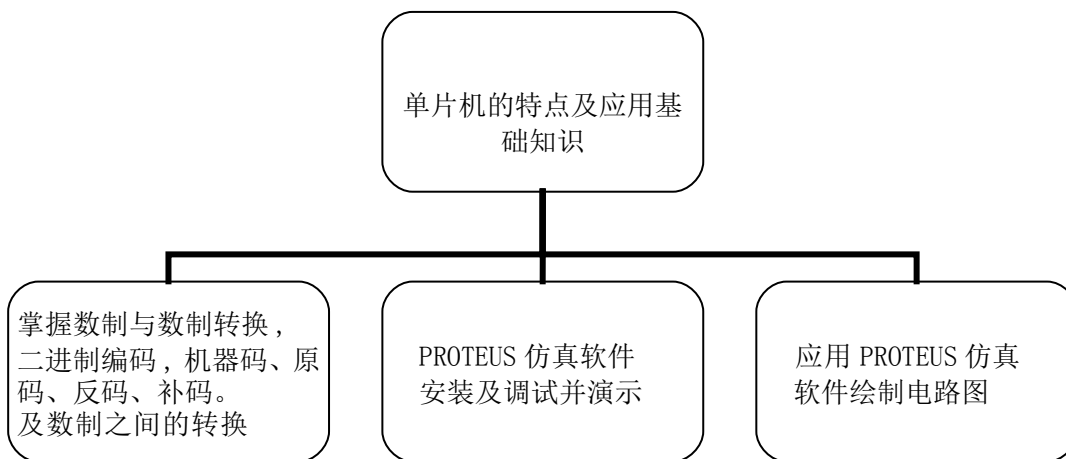 单片机的特点及应用基
础知识
掌握数制与数制转换，
二进制编码，机器码、原
码、反码、补码。
及数制之间的转换
PROTEUS 仿真软件
安装及调试并演示
应用 PROTEUS 仿真
软件绘制电路图